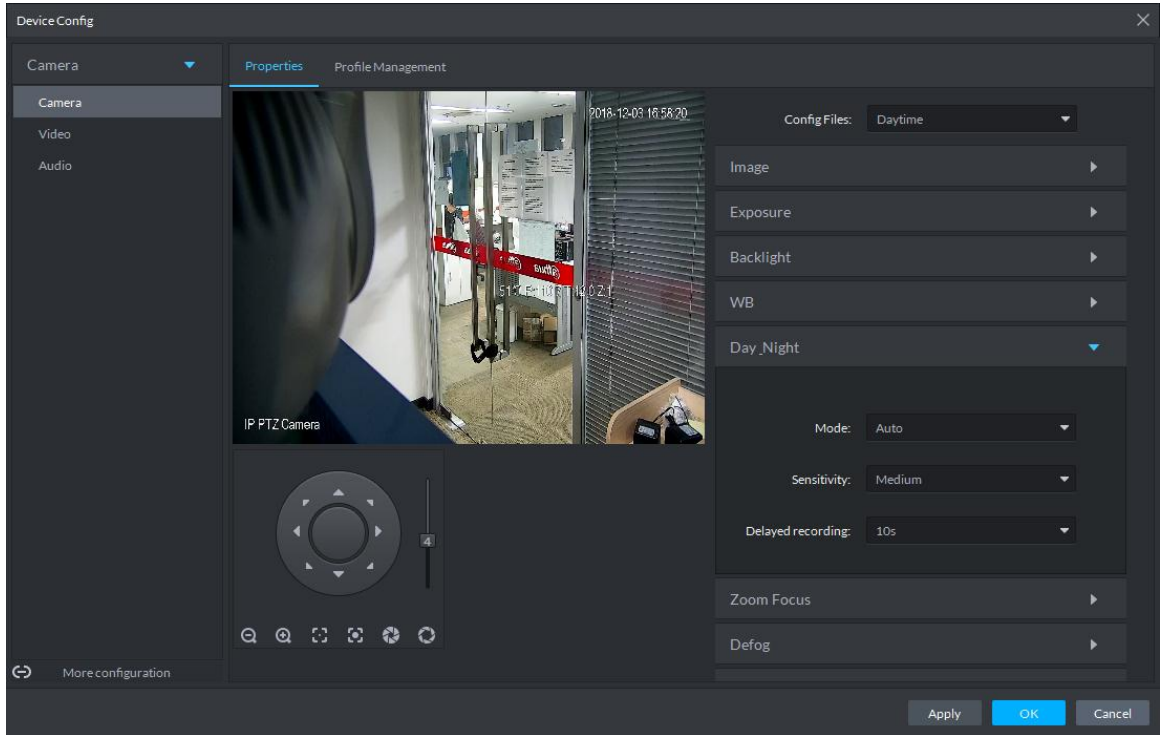 Device Config
Camera
Camera
Video
Audio
More configuration
Properties
Profile Management
2018-12-03 16:58:20
IP PTZ Camera
4
Config Files: Daytime
Image
Exposure
Backlight
WB
Day_Night
Mode: Auto
Sensitivity: Medium
Delayed recording: 10s
Zoom Focus
Defog
Apply
OK
Cancel